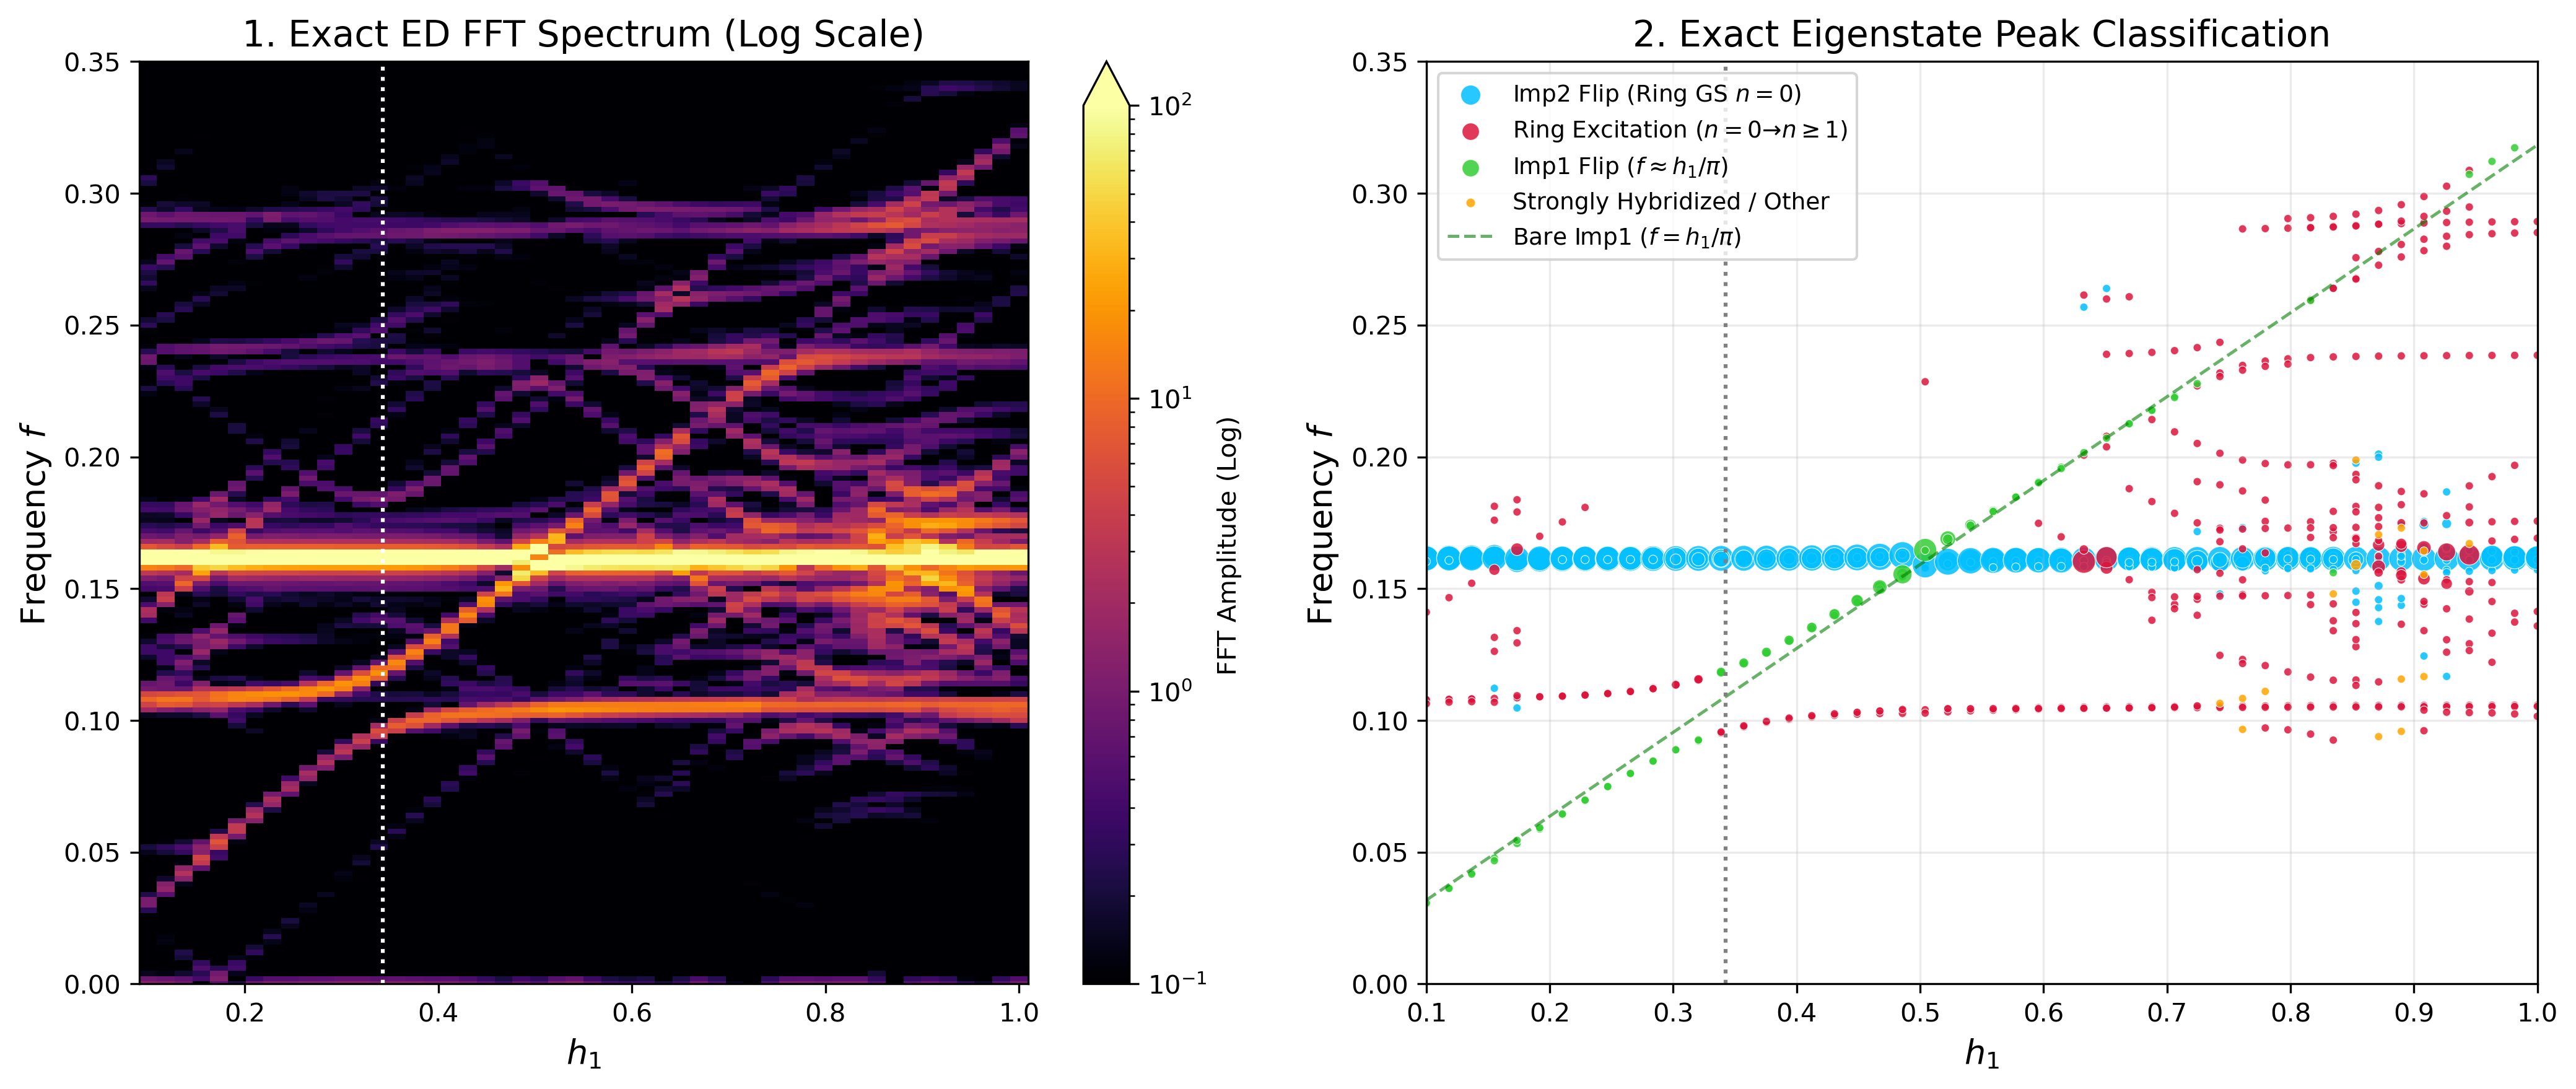 1. Exact ED FFT Spectrum (Log Scale)
Frequency f
0.35
0.30
0.25
0.20
0.15
0.10
0.05
0.00
0.2
0.4
0.6
0.8
1.0
h₁
10²
10¹
10⁰
10⁻¹
FFT Amplitude (Log)
2. Exact Eigenstate Peak Classification
Frequency f
0.35
0.30
0.25
0.20
0.15
0.10
0.05
0.00
Imp2 Flip (Ring GS n = 0)
Ring Excitation (n = 0→n ≥ 1)
Imp1 Flip (f ≈ h₁/π)
Strongly Hybridized / Other
Bare Imp1 (f = h₁/π)
0.1
0.2
0.3
0.4
0.5
0.6
0.7
0.8
0.9
1.0
h₁